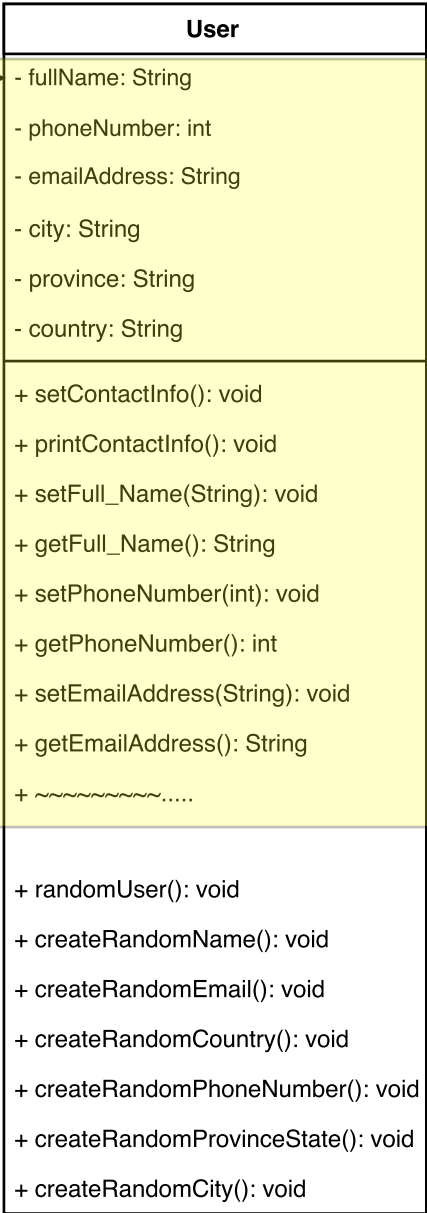 User
- fullName: String
- phoneNumber: int
- emailAddress: String
- city: String
- province: String
- country: String
+ setContactInfo(): void
+ printContactInfo(): void
+ setFull_Name(String): void
+ getFull_Name(): String
+ setPhoneNumber(int): void
+ getPhoneNumber(): int
+ setEmailAddress(String): void
+ getEmailAddress(): String
+ ~~~~~~~~~.....
+ randomUser(): void
+ createRandomName(): void
+ createRandomEmail(): void
+ createRandomCountry(): void
+ createRandomPhoneNumber(): void
+ createRandomProvinceState(): void
+ createRandomCity(): void